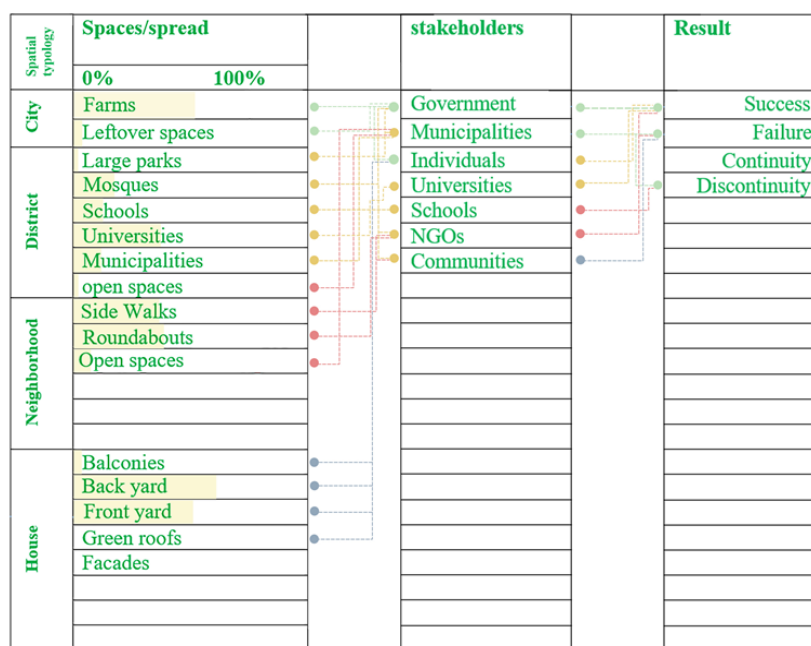 Spatial typology
Spaces/spread
stakeholders
Result
0% 100%
City
Farms
Government
Success
Leftover spaces
Municipalities
Failure
District
Large parks
Individuals
Continuity
Mosques
Universities
Discontinuity
Schools
Schools
Universities
NGOs
Municipalities
Communities
open spaces
Neighborhood
Side Walks
Roundabouts
Open spaces
House
Balconies
Back yard
Front yard
Green roofs
Facades